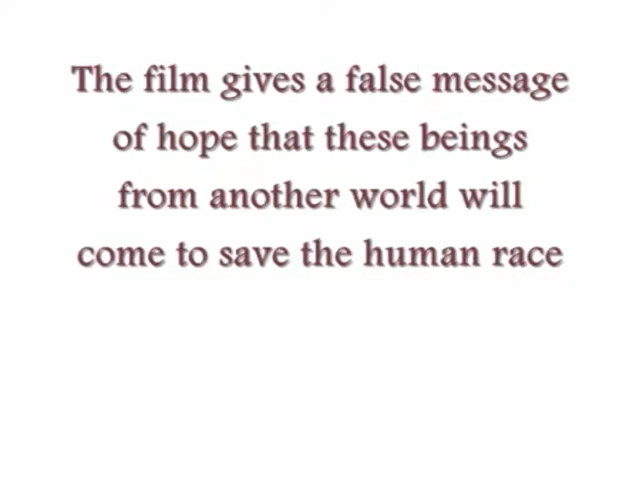 The film gives a false message
of hope that these beings
from another world will
come to save the human race